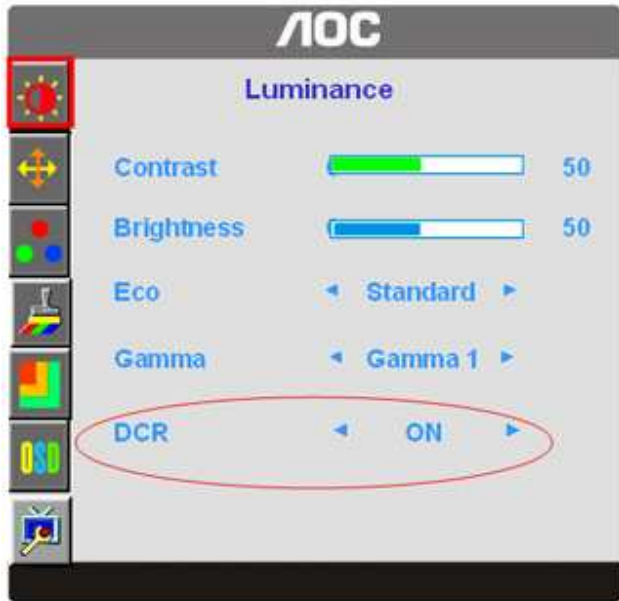 AOC
Luminance
Contrast 50
Brightness 50
Eco Standard
Gamma Gamma 1
DCR ON
OSD